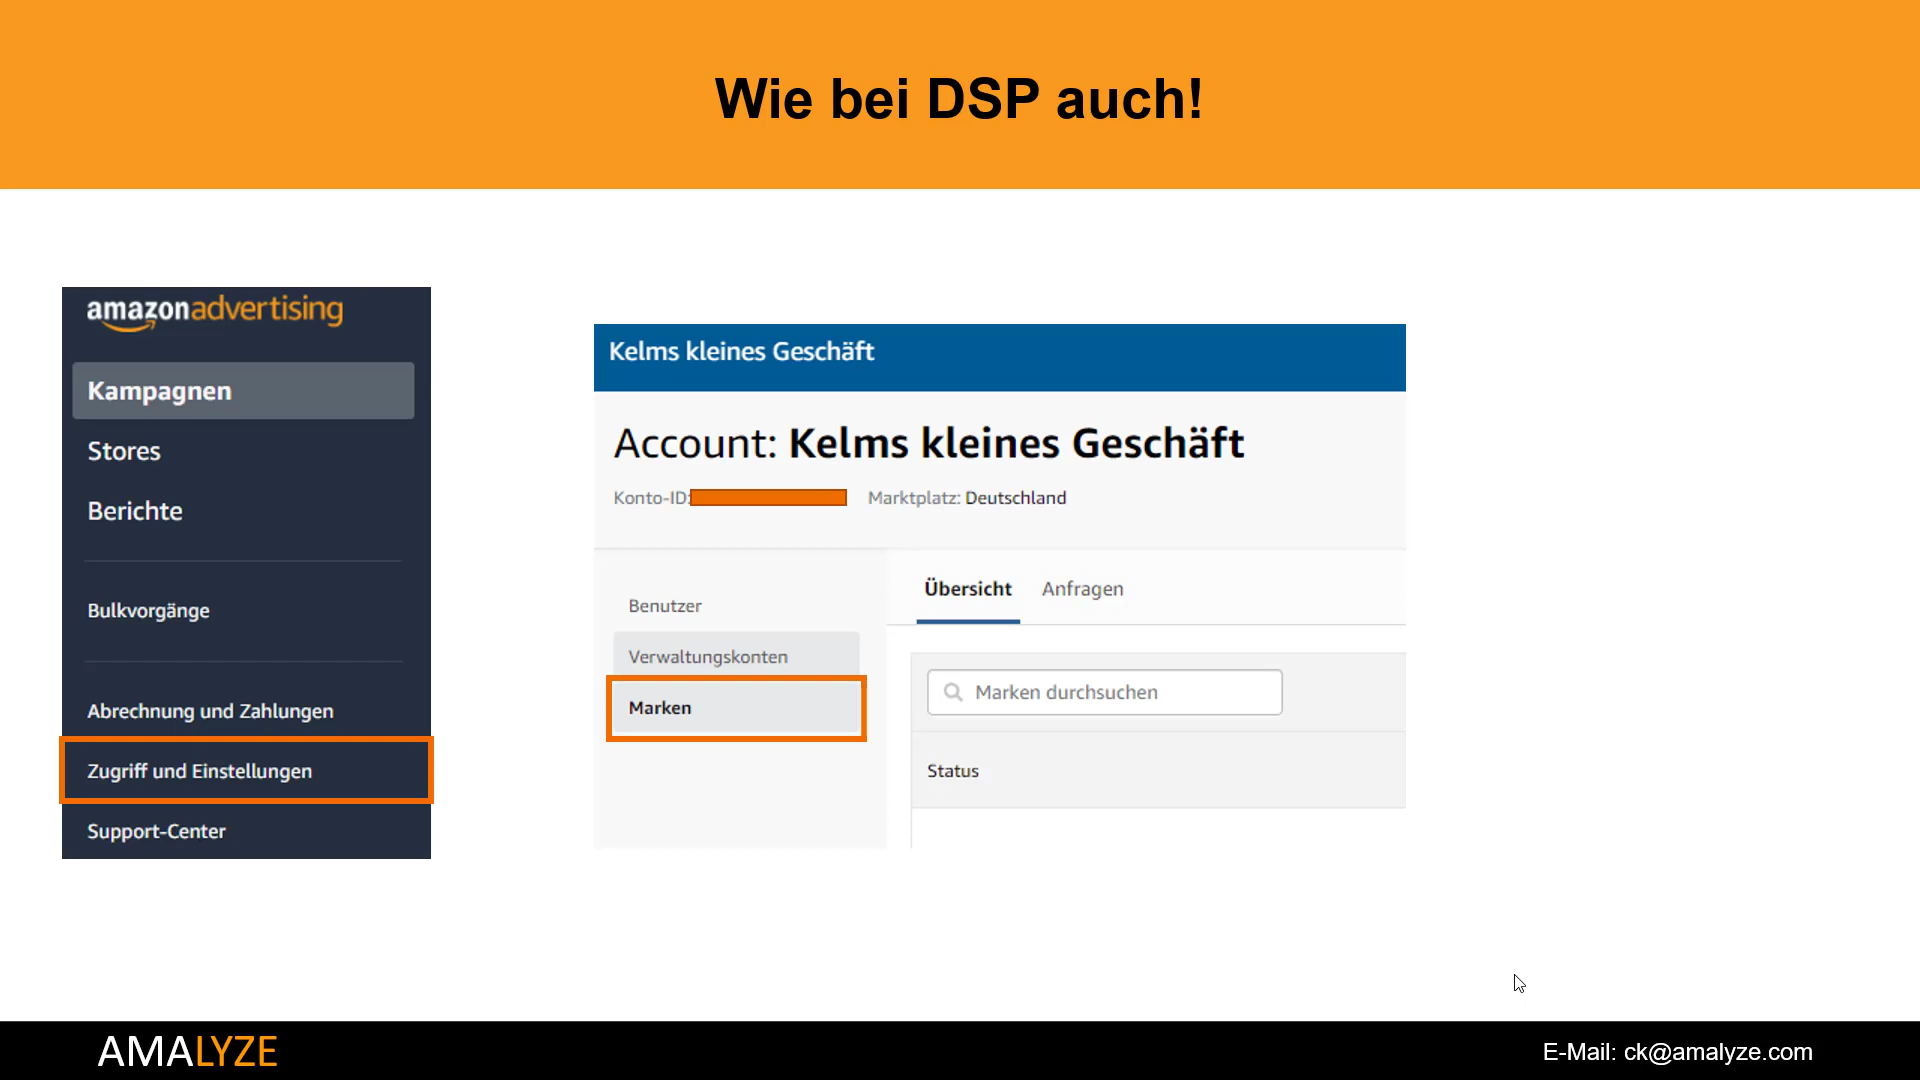 Wie bei DSP auch!
amazonadvertising
Kampagnen
Stores
Berichte
Bulkvorgänge
Abrechnung und Zahlungen
Zugriff und Einstellungen
Support-Center
Kelms kleines Geschäft
Account: Kelms kleines Geschäft
Konto-ID: Marktplatz: Deutschland
Benutzer
Verwaltungskonten
Marken
Übersicht Anfragen
Marken durchsuchen
Status
AMALYZE
E-Mail: ck@amalyze.com